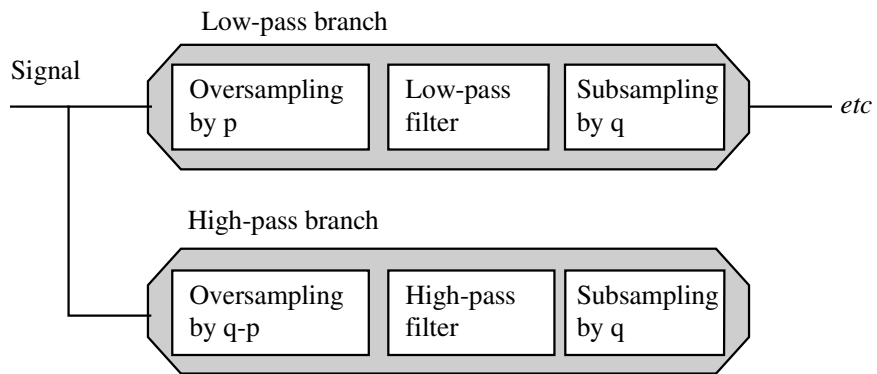 Low-pass branch
Signal
Oversampling
by p
Low-pass
filter
Subsampling
by q
etc
High-pass branch
Oversampling
by q-p
High-pass
filter
Subsampling
by q